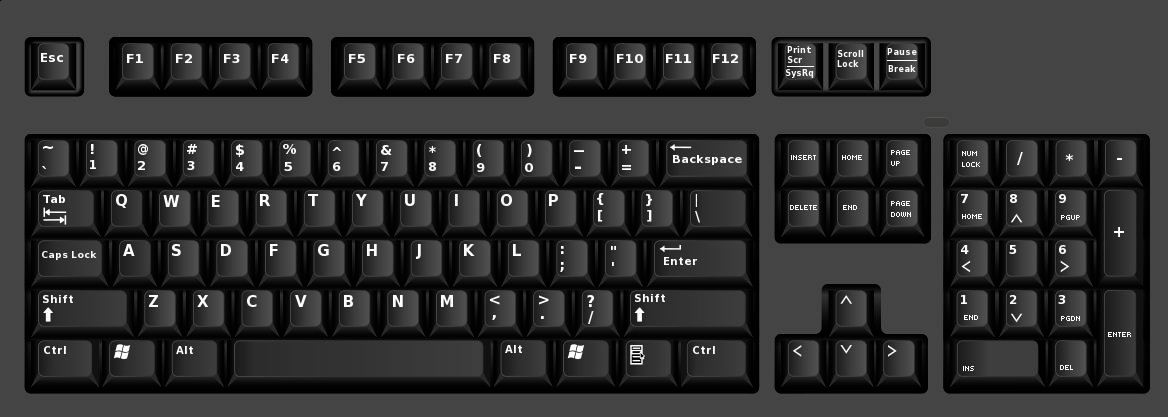 Esc F1 F2 F3 F4 F5 F6 F7 F8 F9 F10 F11 F12 Print Scr SysRq Scroll Lock Pause Break
~ ! @ # $ % ^ & * ( ) — +
` 1 2 3 4 5 6 7 8 9 0 - = Backspace
INSERT HOME PAGE UP
NUM LOCK / * -
Tab Q W E R T Y U I O P { [ } ] | \
DELETE END PAGE DOWN
7 HOME 8 ^ 9 PGUP +
Caps Lock A S D F G H J K L : ; " ' Enter
4 < 5 6 >
Shift Z X C V B N M < , > . ? / Shift
^
1 END 2 ∨ 3 PGDN ENTER
Ctrl Alt Alt Ctrl
< ∨ >
INS DEL